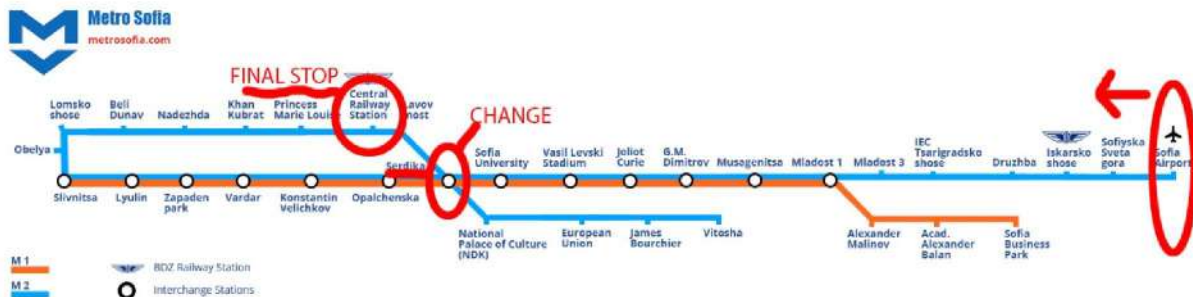 Metro Sofia
metrosofia.com
FINAL STOP
CHANGE
Lomsko
shose
Beli
Dunav
Nadezhda
Khan
Kubrat
Princess
Marie Louise
Central
Railway
Station
Lavov
most
Obelya
Serdika
Sofia
University
Vasil Levski
Stadium
Joliot
Curie
G.M.
Dimitrov
Musagenitsa
Mladost 1
Mladost 3
IEC
Tsarigradsko
shose
Druzhba
Iskarsko
shose
Sofiyska
Sveta
gora
Sofia
Airport
Slivnitsa
Lyulin
Zapaden
park
Vardar
Konstantin
Velichkov
Opalchenska
National
Palace of Culture
(NDK)
European
Union
James
Bourchier
Vitosha
Alexander
Malinov
Acad.
Alexander
Balan
Sofia
Business
Park
M 1
M 2
BDZ Railway Station
Interchange Stations